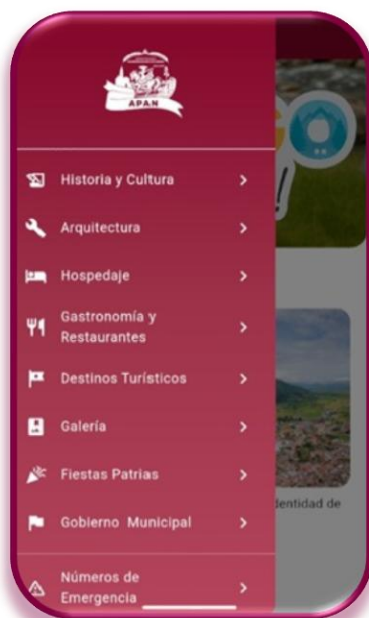 APAN
Historia y Cultura
Arquitectura
Hospedaje
Gastronomía y
Restaurantes
Destinos Turísticos
Galería
Fiestas Patrias
Gobierno Municipal
Números de
Emergencia
GO
!
dentidad de